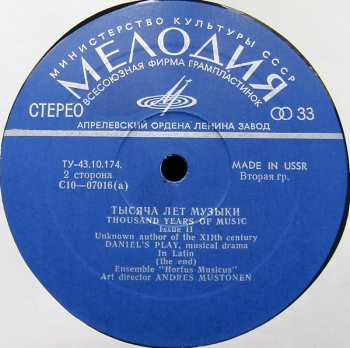 МИНИСТЕРСТВО КУЛЬТУРЫ СССР
МЕЛОДИЯ
ВСЕСОЮЗНАЯ ФИРМА ГРАМПЛАСТИНОК
СТЕРЕО
33
АПРЕЛЕВСКИЙ ОРДЕНА ЛЕНИНА ЗАВОД
ТУ-43.10.174.
MADE IN USSR
2 сторона
Вторая гр.
С10—07016(а)
ТЫСЯЧА ЛЕТ МУЗЫКИ
THOUSAND YEARS OF MUSIC
Issue II
Unknown author of the XIIth century
DANIEL'S PLAY, musical drama
In Latin
(the end)
Ensemble "Hortus Musicus"
Art director ANDRES MUSTONEN